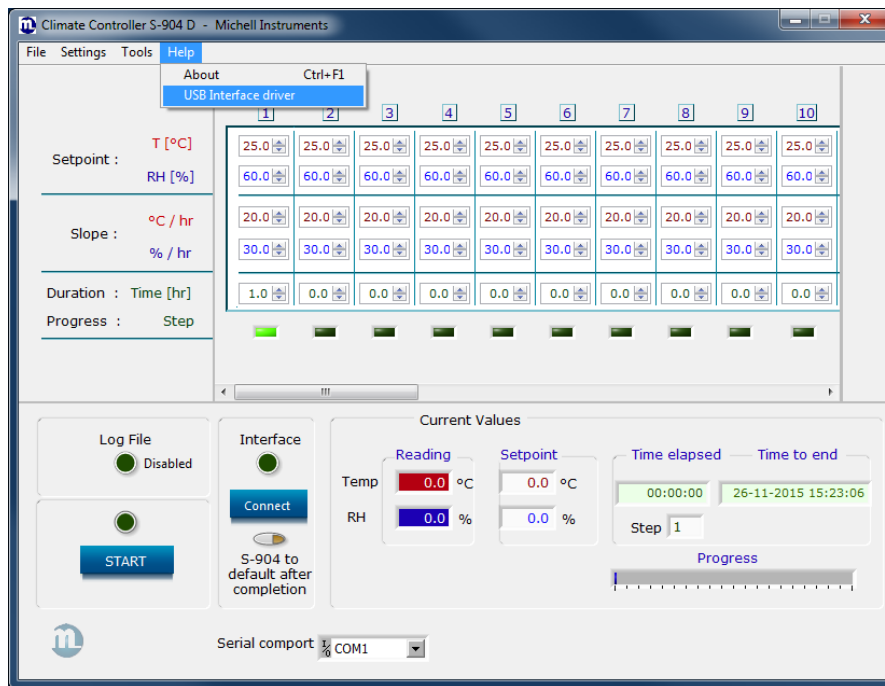 Climate Controller S-904 D - Michell Instruments
File Settings Tools Help
About Ctrl+F1
USB Interface driver
1 2 3 4 5 6 7 8 9 10
Setpoint :
T [°C] 25.0 25.0 25.0 25.0 25.0 25.0 25.0 25.0 25.0 25.0
RH [%] 60.0 60.0 60.0 60.0 60.0 60.0 60.0 60.0 60.0 60.0
Slope :
°C / hr 20.0 20.0 20.0 20.0 20.0 20.0 20.0 20.0 20.0 20.0
% / hr 30.0 30.0 30.0 30.0 30.0 30.0 30.0 30.0 30.0 30.0
Duration : Time [hr] 1.0 0.0 0.0 0.0 0.0 0.0 0.0 0.0 0.0 0.0
Progress : Step
Log File
Disabled
START
Interface
Connect
S-904 to
default after
completion
Current Values
Reading Setpoint
Temp 0.0 °C 0.0 °C
RH 0.0 % 0.0 %
Time elapsed Time to end
00:00:00 26-11-2015 15:23:06
Step 1
Progress
Serial comport I/O COM1